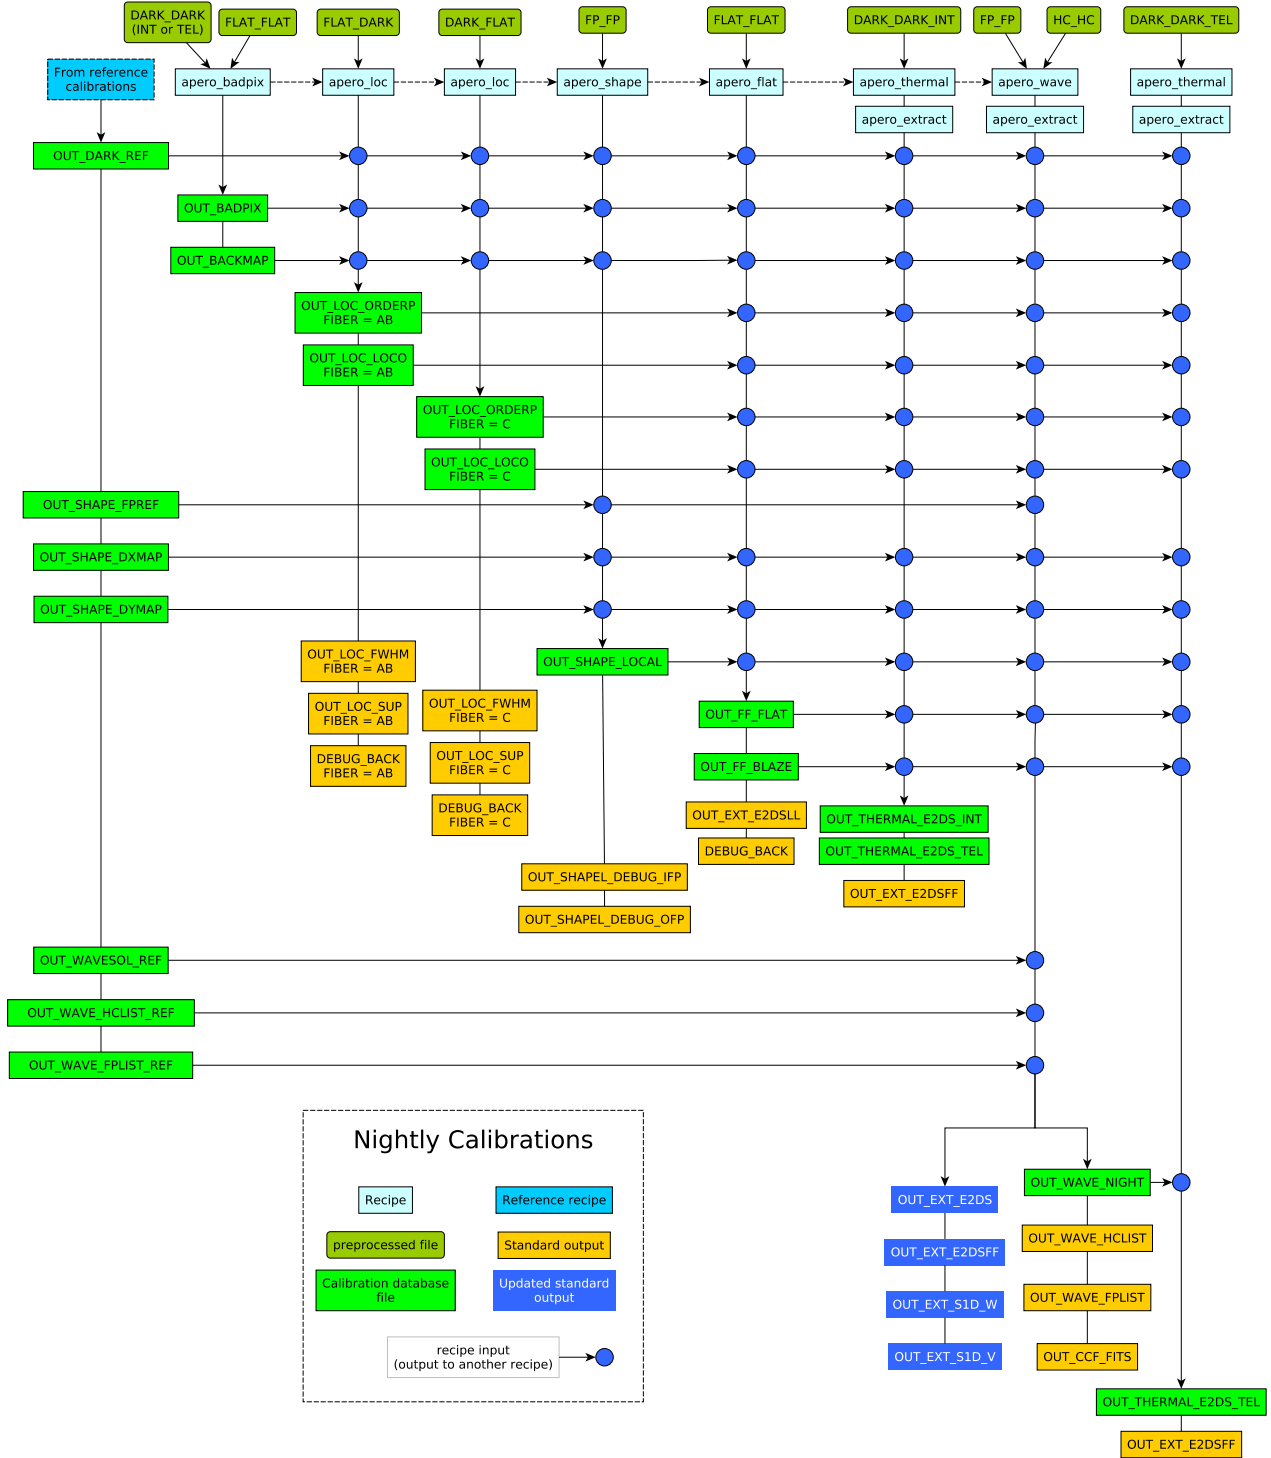 DARK_DARK
(INT or TEL)
FLAT_FLAT
FLAT_DARK
DARK_FLAT
FP_FP
FLAT_FLAT
DARK_DARK_INT
FP_FP
HC_HC
DARK_DARK_TEL
From reference
calibrations
apero_badpix
apero_loc
apero_loc
apero_shape
apero_flat
apero_thermal
apero_wave
apero_thermal
apero_extract
apero_extract
apero_extract
OUT_DARK_REF
OUT_BADPIX
OUT_BACKMAP
OUT_LOC_ORDERP
FIBER = AB
OUT_LOC_LOCO
FIBER = AB
OUT_LOC_ORDERP
FIBER = C
OUT_LOC_LOCO
FIBER = C
OUT_SHAPE_FPREF
OUT_SHAPE_DXMAP
OUT_SHAPE_DYMAP
OUT_LOC_FWHM
FIBER = AB
OUT_SHAPE_LOCAL
OUT_LOC_SUP
FIBER = AB
OUT_LOC_FWHM
FIBER = C
OUT_FF_FLAT
DEBUG_BACK
FIBER = AB
OUT_LOC_SUP
FIBER = C
OUT_FF_BLAZE
DEBUG_BACK
FIBER = C
OUT_EXT_E2DSLL
OUT_THERMAL_E2DS_INT
DEBUG_BACK
OUT_THERMAL_E2DS_TEL
OUT_SHAPEL_DEBUG_IFP
OUT_EXT_E2DSFF
OUT_SHAPEL_DEBUG_OFP
OUT_WAVESOL_REF
OUT_WAVE_HCLIST_REF
OUT_WAVE_FPLIST_REF
Nightly Calibrations
Recipe
Reference recipe
preprocessed file
Standard output
Calibration database
file
Updated standard
output
recipe input
(output to another recipe)
OUT_EXT_E2DS
OUT_EXT_E2DSFF
OUT_EXT_S1D_W
OUT_EXT_S1D_V
OUT_WAVE_NIGHT
OUT_WAVE_HCLIST
OUT_WAVE_FPLIST
OUT_CCF_FITS
OUT_THERMAL_E2DS_TEL
OUT_EXT_E2DSFF